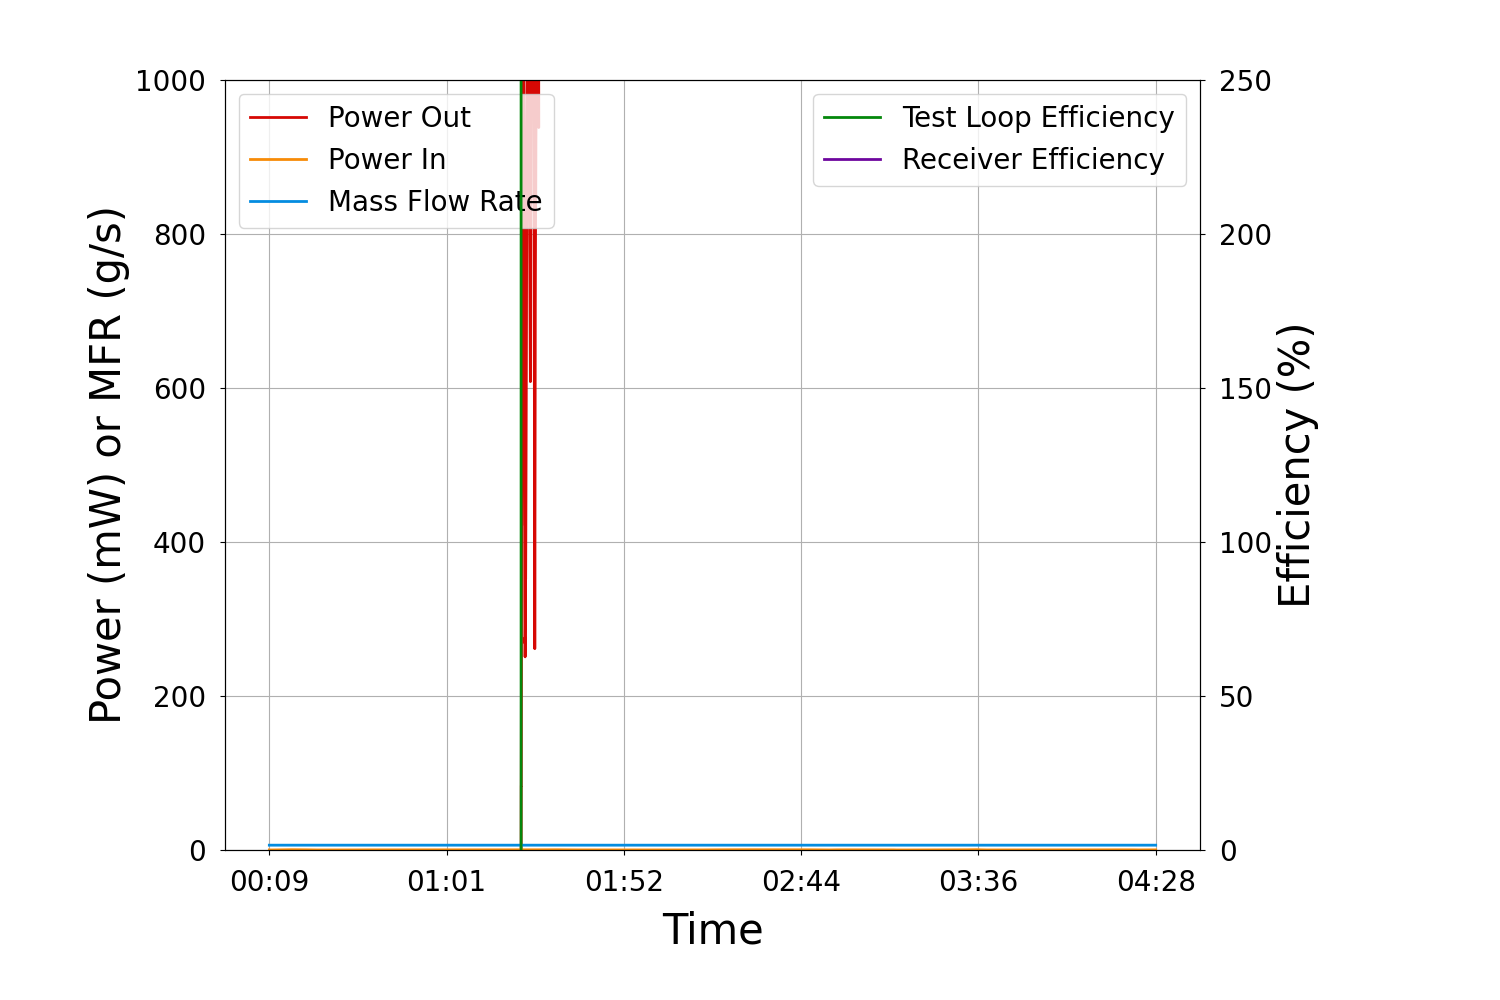 1000
800
600
400
200
0
Power (mW) or MFR (g/s)
Power Out
Power In
Mass Flow Rate
Test Loop Efficiency
Receiver Efficiency
250
200
150
100
50
0
Efficiency (%)
00:09 01:01 01:52 02:44 03:36 04:28
Time